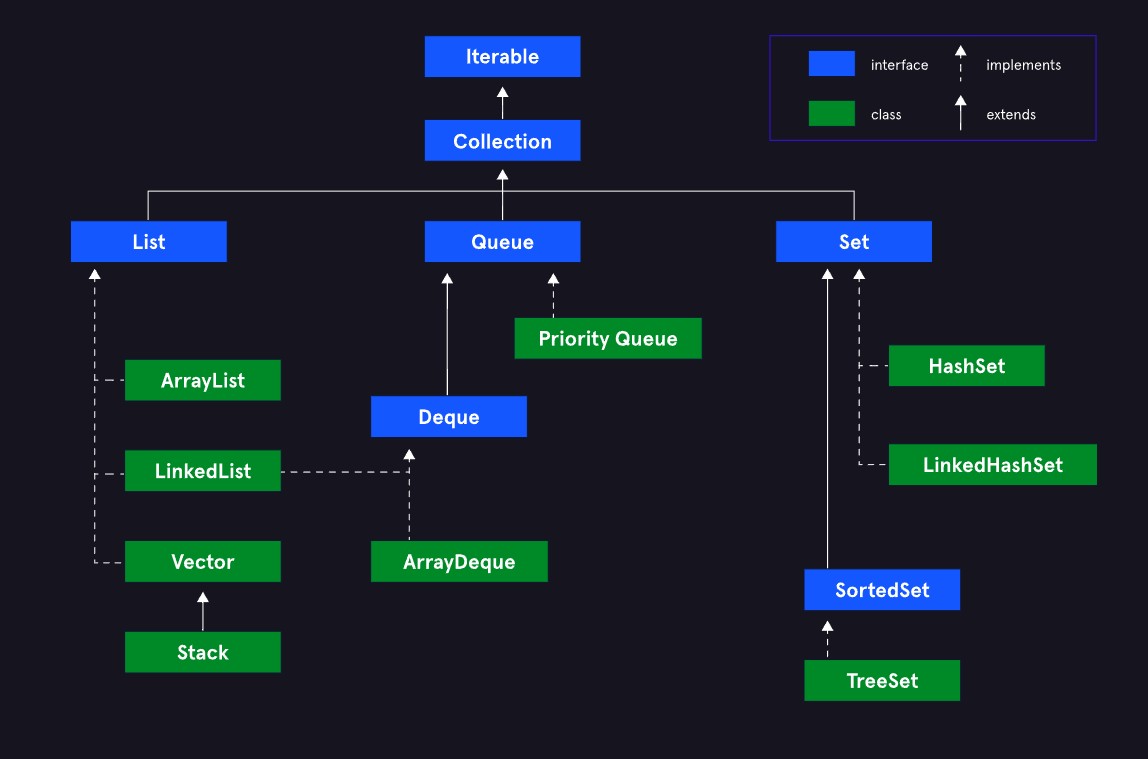 Iterable
interface
implements
class
extends
Collection
List
Queue
Set
Priority Queue
HashSet
ArrayList
Deque
LinkedList
LinkedHashSet
Vector
ArrayDeque
SortedSet
Stack
TreeSet